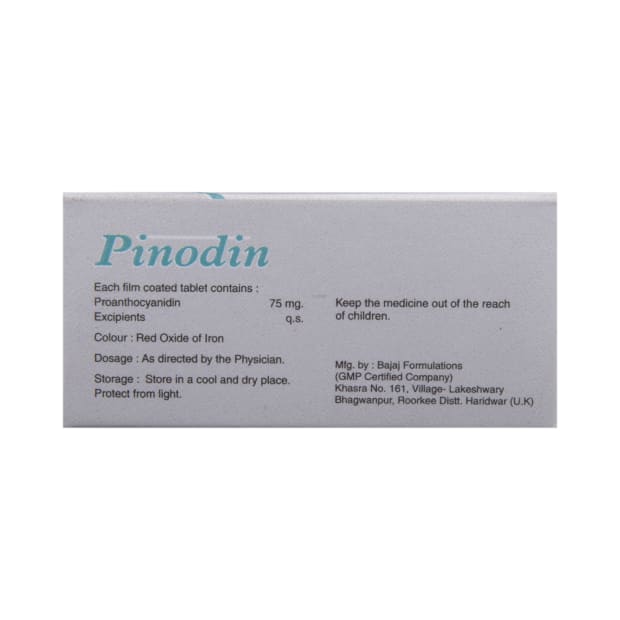 Pinodin
Each film coated tablet contains :
Proanthocyanidin 75 mg.
Excipients q.s.
Colour : Red Oxide of Iron
Dosage : As directed by the Physician.
Storage : Store in a cool and dry place.
Protect from light.
Keep the medicine out of the reach
of children.
Mfg. by : Bajaj Formulations
(GMP Certified Company)
Khasra No. 161, Village- Lakeshwary
Bhagwanpur, Roorkee Distt. Haridwar (U.K)